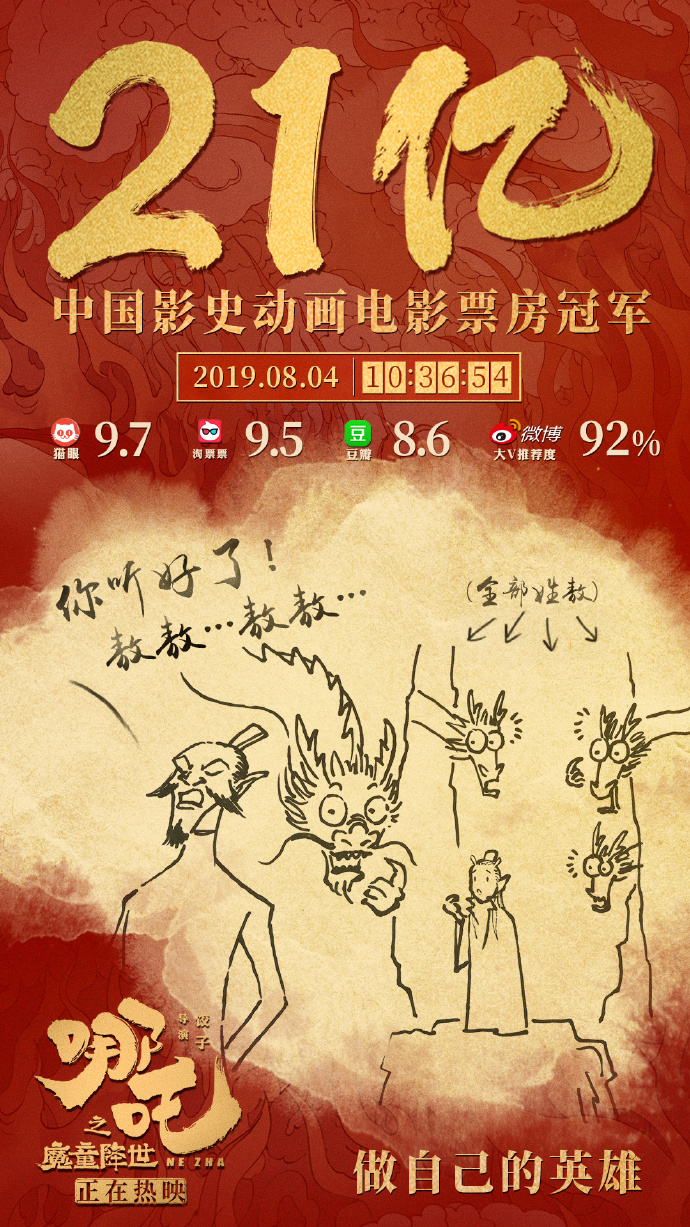 21亿
中国影史动画电影票房冠军
2019.08.04 10:36:54
猫眼 9.7 淘票票 9.5 豆瓣 8.6 微博 大V推荐度 92%
你听好了!
敖敖…敖敖…
(全部姓敖)
哪吒
之
魔童降世 NE ZHA
导演 饺子
正在热映
做自己的英雄